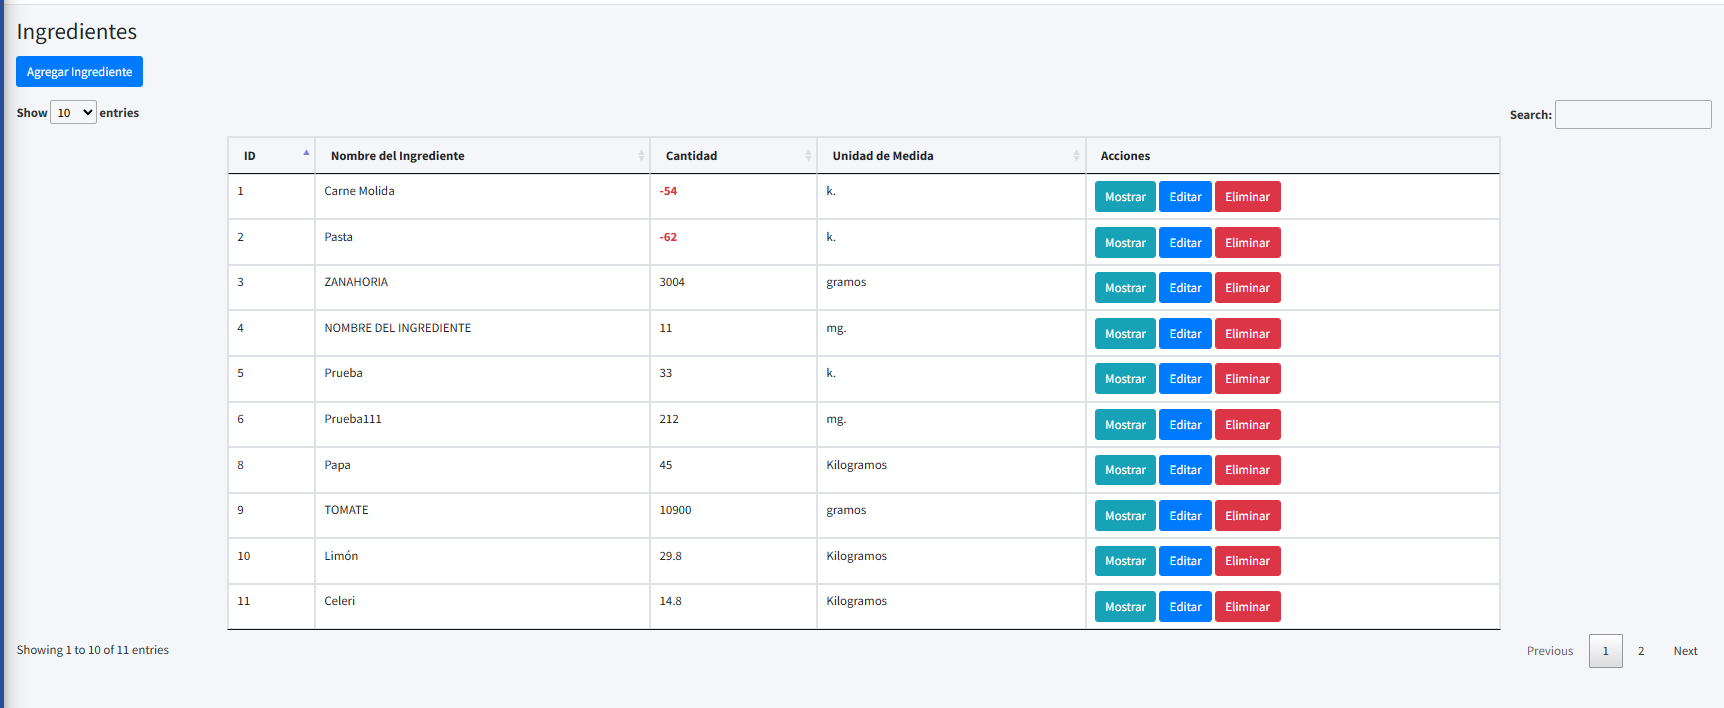 Ingredientes
Agregar Ingrediente
Show 10 entries
Search:
ID Nombre del Ingrediente Cantidad Unidad de Medida Acciones
1 Carne Molida -54 k. Mostrar Editar Eliminar
2 Pasta -62 k. Mostrar Editar Eliminar
3 ZANAHORIA 3004 gramos Mostrar Editar Eliminar
4 NOMBRE DEL INGREDIENTE 11 mg. Mostrar Editar Eliminar
5 Prueba 33 k. Mostrar Editar Eliminar
6 Prueba111 212 mg. Mostrar Editar Eliminar
8 Papa 45 Kilogramos Mostrar Editar Eliminar
9 TOMATE 10900 gramos Mostrar Editar Eliminar
10 Limón 29.8 Kilogramos Mostrar Editar Eliminar
11 Celeri 14.8 Kilogramos Mostrar Editar Eliminar
Showing 1 to 10 of 11 entries
Previous 1 2 Next